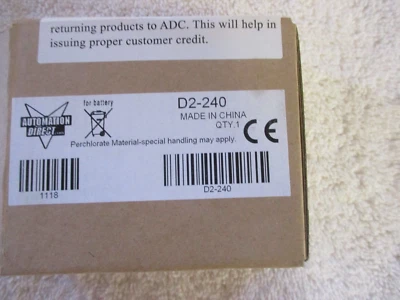 returning products to ADC. This will help in
issuing proper customer credit.
AUTOMATION
DIRECT
for battery
D2-240
MADE IN CHINA
QTY.1
CE
Perchlorate Material-special handling may apply.
1118
D2-240